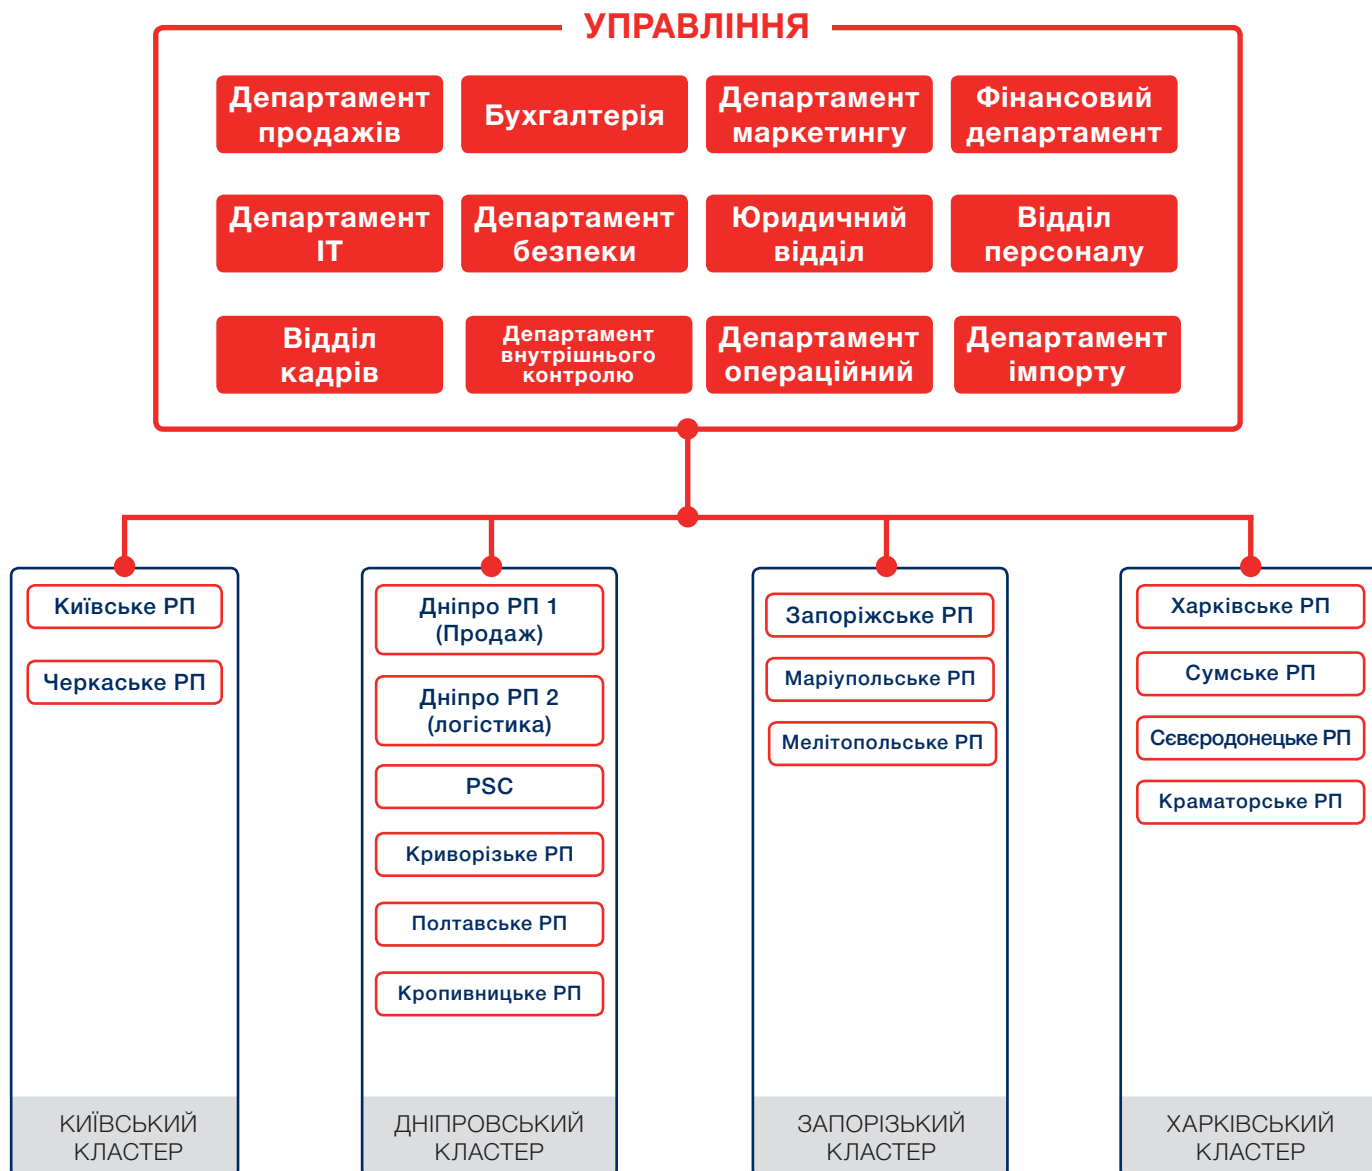 УПРАВЛІННЯ
Департамент
продажів
Бухгалтерія
Департамент
маркетингу
Фінансовий
департамент
Департамент
ІТ
Департамент
безпеки
Юридичний
відділ
Відділ
персоналу
Відділ
кадрів
Департамент
внутрішнього
контролю
Департамент
операційний
Департамент
імпорту
Київське РП
Черкаське РП
КИЇВСЬКИЙ
КЛАСТЕР
Дніпро РП 1
(Продаж)
Дніпро РП 2
(логістика)
PSC
Криворізьке РП
Полтавське РП
Кропивницьке РП
ДНІПРОВСЬКИЙ
КЛАСТЕР
Запоріжське РП
Маріупольське РП
Мелітопольське РП
ЗАПОРІЗЬКИЙ
КЛАСТЕР
Харківське РП
Сумське РП
Сєвєродонецьке РП
Краматорське РП
ХАРКІВСЬКИЙ
КЛАСТЕР